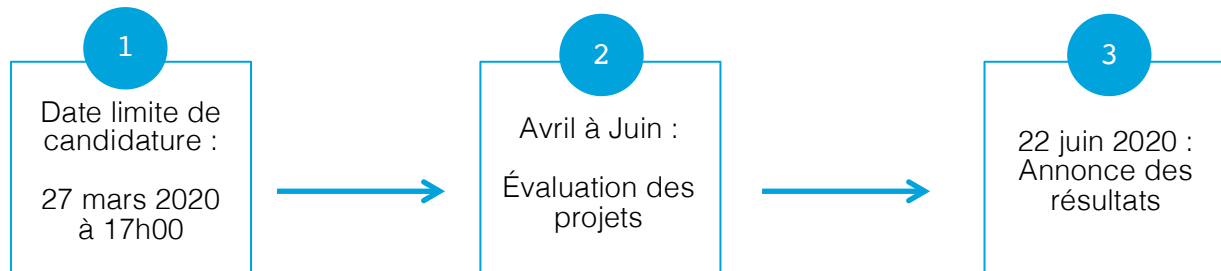 1
Date limite de
candidature :
27 mars 2020
à 17h00
2
Avril à Juin :
Évaluation des
projets
3
22 juin 2020 :
Annonce des
résultats